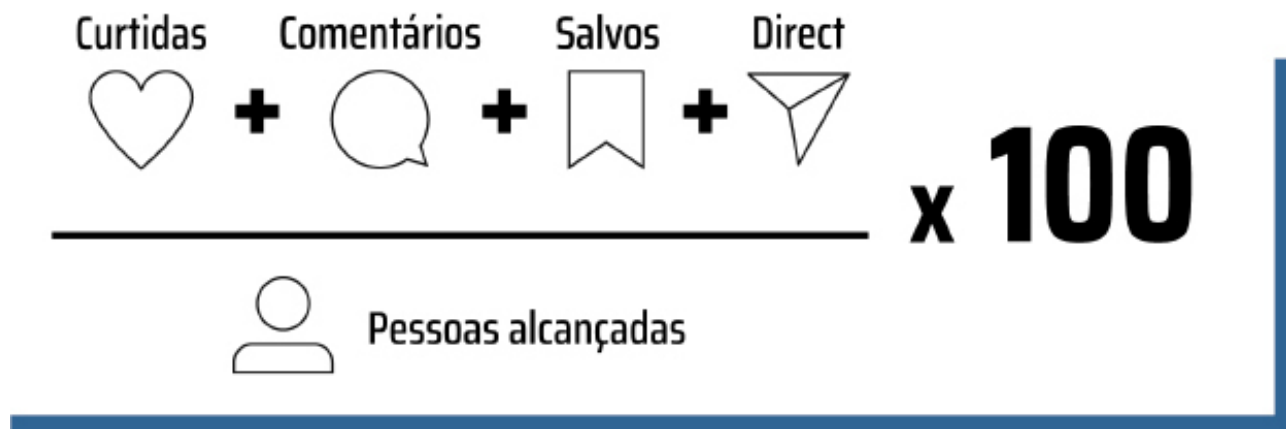 Curtidas Comentários Salvos Direct
+ + +
x 100
Pessoas alcançadas